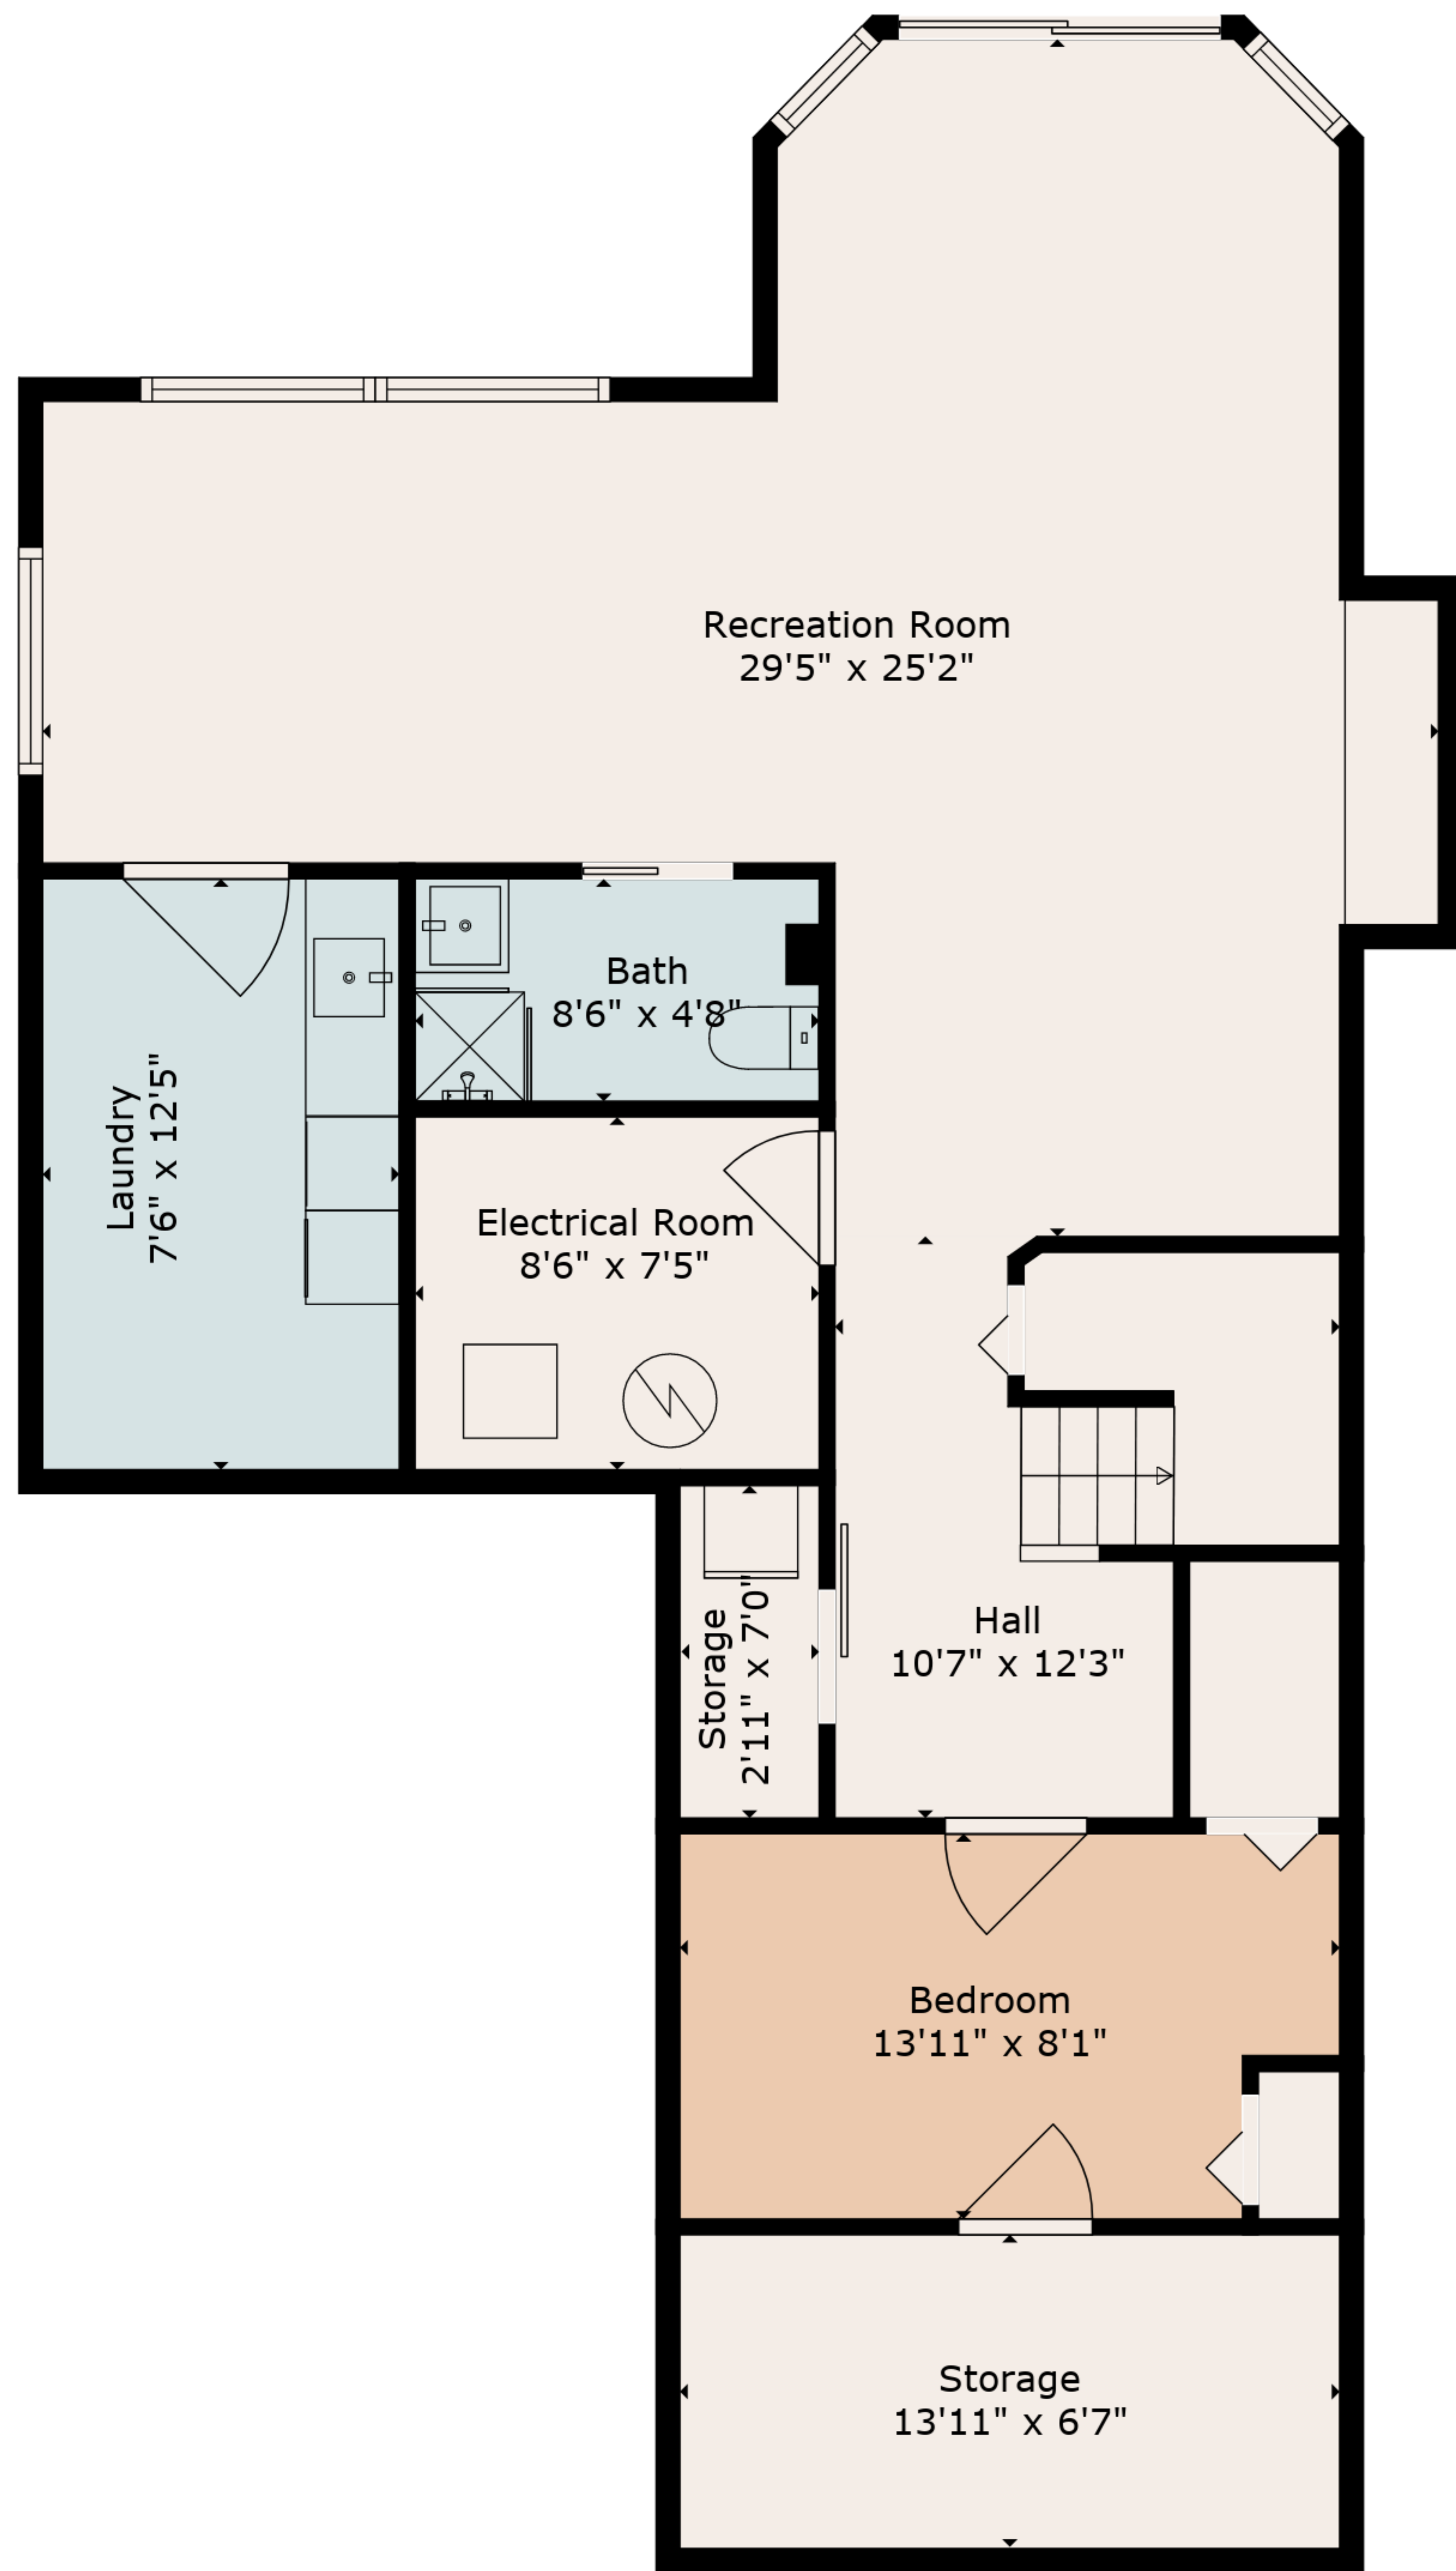 Recreation Room
29'5" x 25'2"
Bath
8'6" x 4'8"
Laundry
7'6" x 12'5"
Electrical Room
8'6" x 7'5"
Storage
2'11" x 7'0"
Hall
10'7" x 12'3"
Bedroom
13'11" x 8'1"
Storage
13'11" x 6'7"